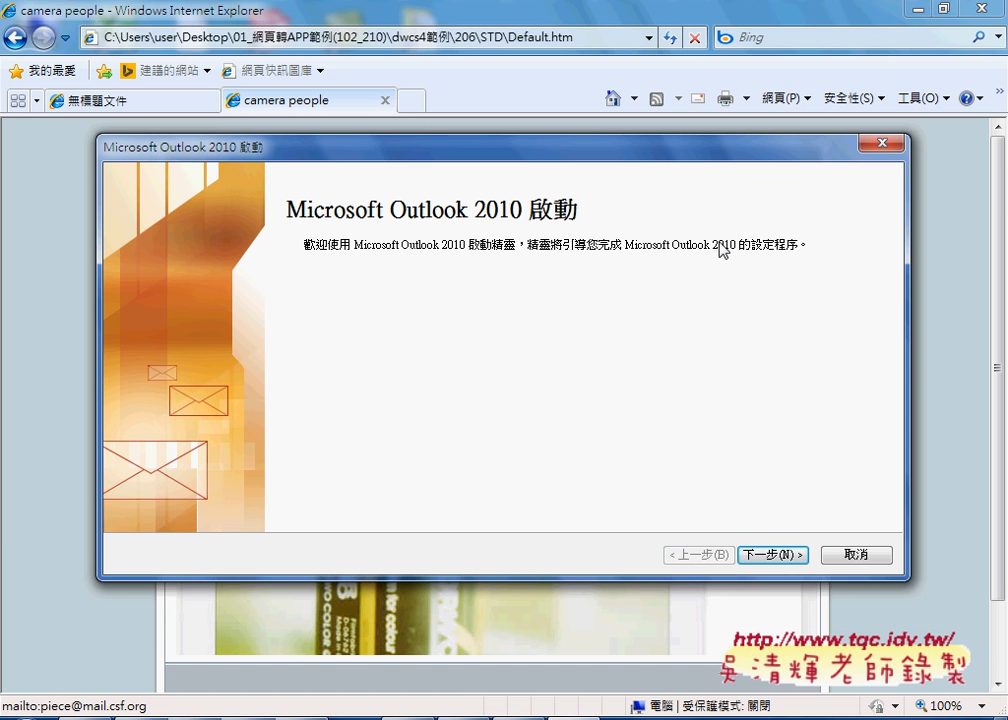 camera people - Windows Internet Explorer
C:\Users\user\Desktop\01_網頁轉APP範例(102_210)\dwcs4範例\206\STD\Default.htm
Bing
我的最愛
建議的網站
網頁快訊圖庫
無標題文件
camera people
網頁(P)
安全性(S)
工具(O)
Microsoft Outlook 2010 啟動
Microsoft Outlook 2010 啟動
歡迎使用 Microsoft Outlook 2010 啟動精靈，精靈將引導您完成 Microsoft Outlook 2010 的設定程序。
< 上一步(B)
下一步(N) >
取消
http://www.tqc.idv.tw/
吳清輝老師錄製
mailto:piece@mail.csf.org
電腦 | 受保護模式: 關閉
100%